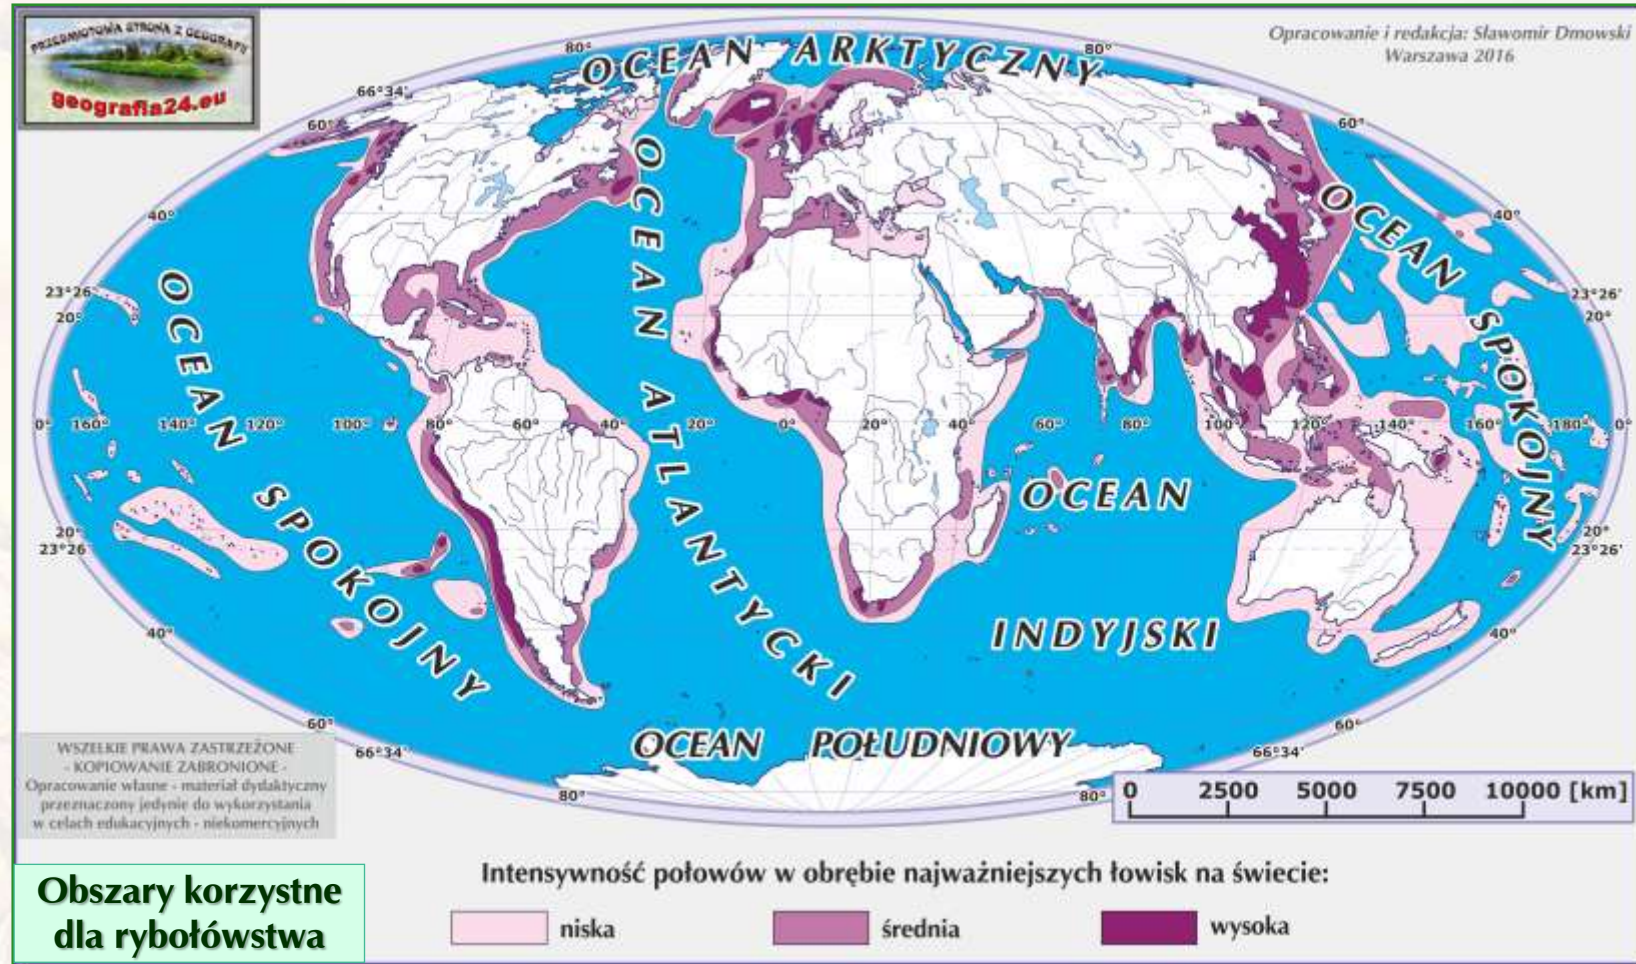 PRZEDMIOTOWA STRONA Z GEOGRAFII
geografia24.eu
Opracowanie i redakcja: Sławomir Dmowski
Warszawa 2016
OCEAN ARKTYCZNY
80° 80°
66°34'
60° 60°
40° 40°
23°26' 23°26'
20° 20°
OCEAN SPOKOJNY
OCEAN ATLANTYCKI
OCEAN SPOKOJNY
0° 160° 140° 120° 100° 80° 60° 40° 20° 0° 20° 40° 60° 80° 100° 120° 140° 160° 180° 0°
OCEAN
INDYJSKI
20° 20°
23°26' 23°26'
40° 40°
60° 60°
66°34' 66°34'
OCEAN POŁUDNIOWY
80° 80°
WSZELKIE PRAWA ZASTRZEŻONE
- KOPIOWANIE ZABRONIONE -
Opracowanie własne - materiał dydaktyczny
przeznaczony jedynie do wykorzystania
w celach edukacyjnych - niekomercyjnych
0 2500 5000 7500 10000 [km]
Obszary korzystne
dla rybołówstwa
Intensywność połowów w obrębie najważniejszych łowisk na świecie:
niska średnia wysoka